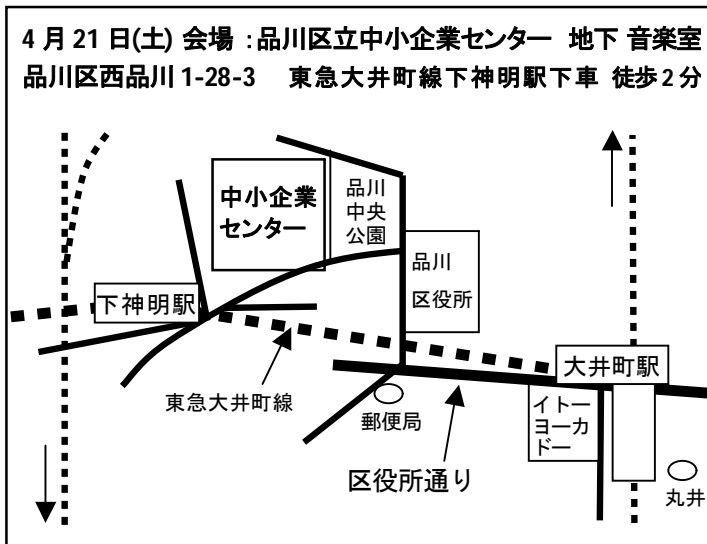 4月21日(土) 会場：品川区立中小企業センター 地下 音楽室
品川区西品川1-28-3 東急大井町線下神明駅下車 徒歩2分
中小企業
センター
品川
中央
公園
品川
区役所
下神明駅
大井町駅
東急大井町線
郵便局
イトー
ヨーカ
ドー
区役所通り
丸井